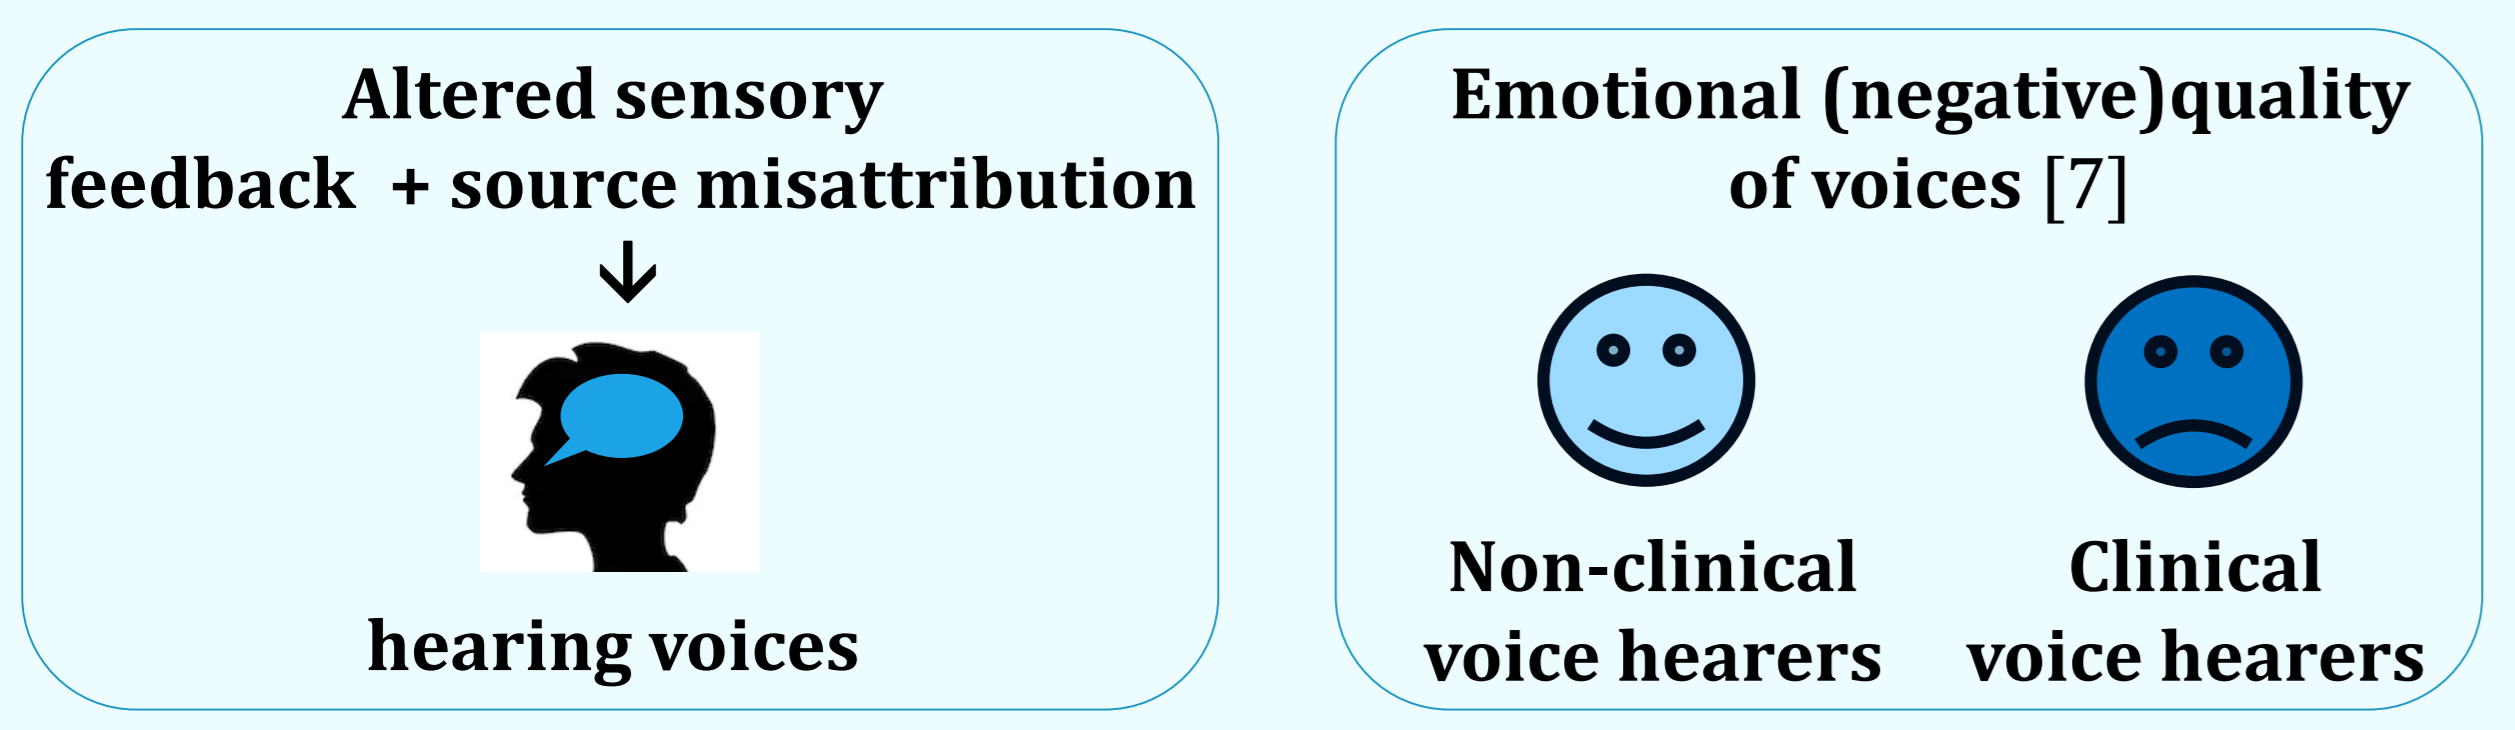 Altered sensory
feedback + source misattribution
↓
hearing voices
Emotional (negative)quality
of voices [7]
Non-clinical
voice hearers
Clinical
voice hearers